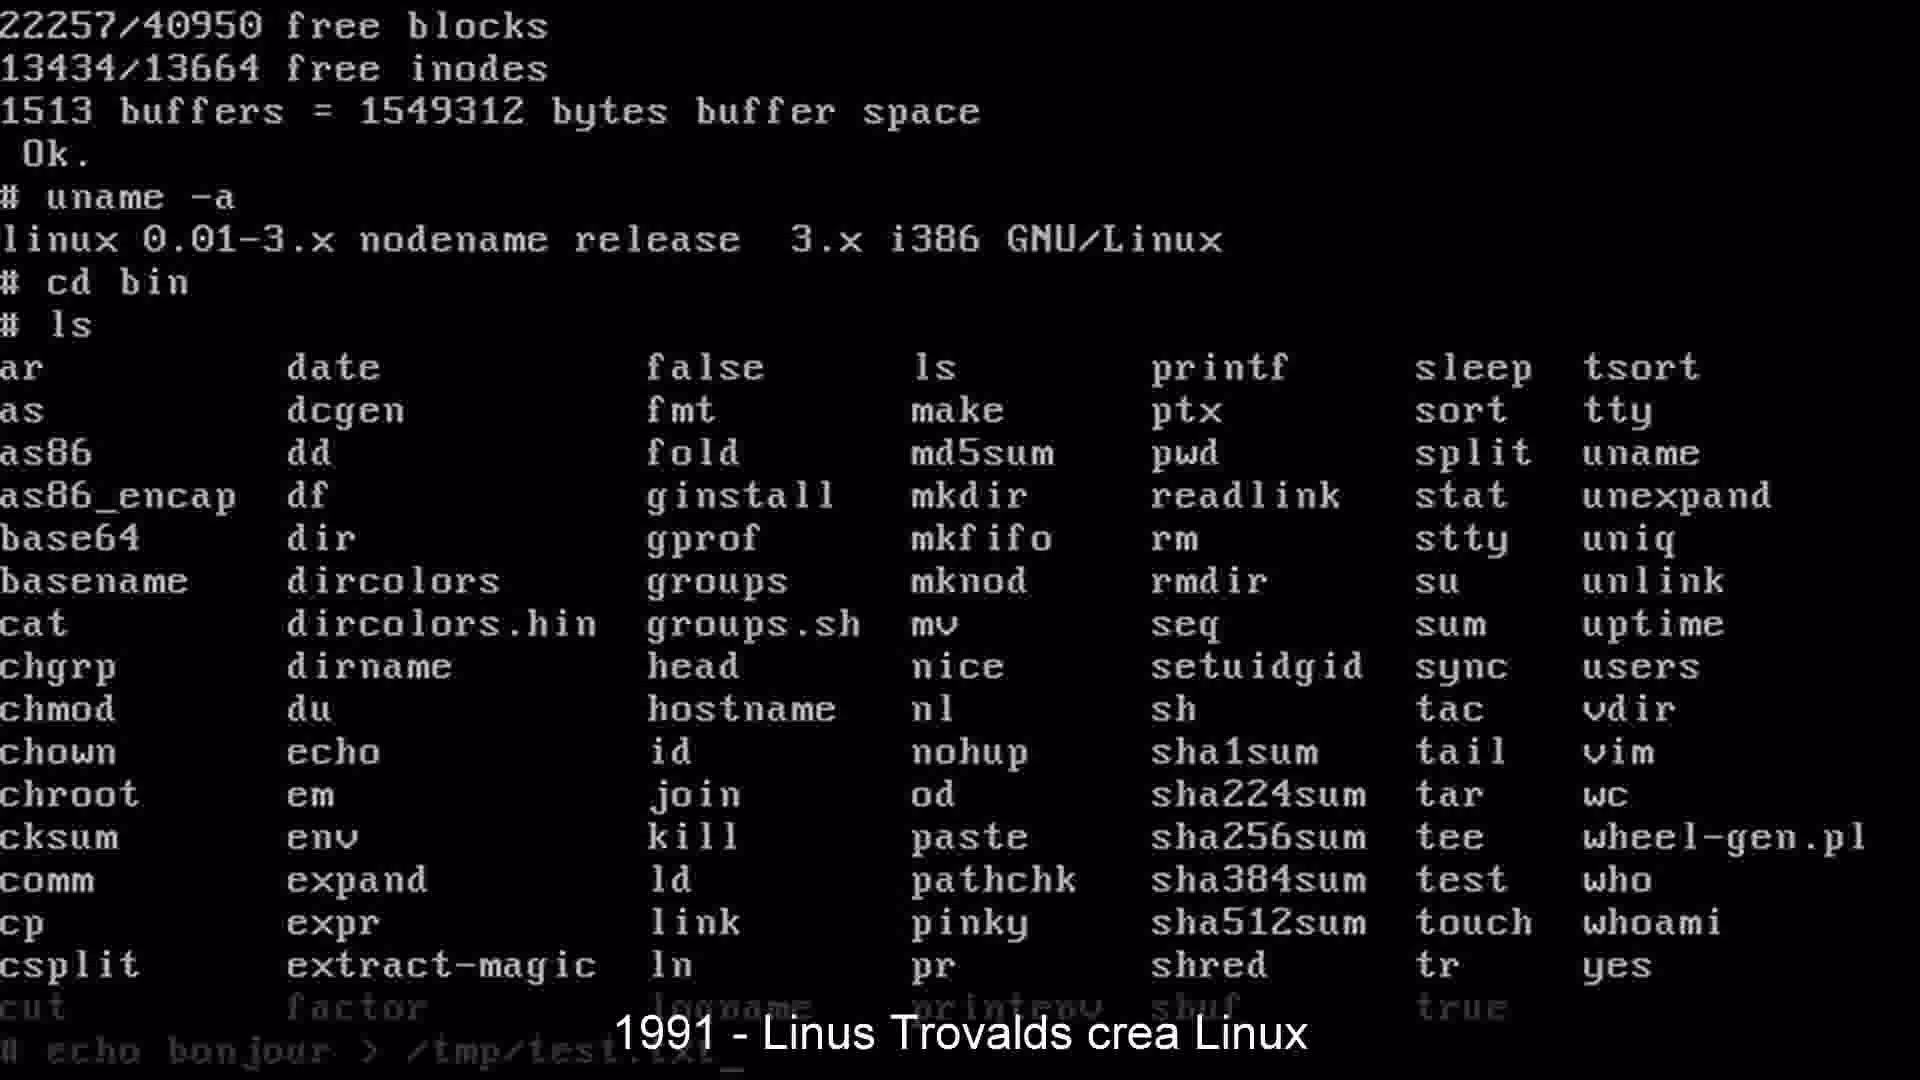 22257/40950 free blocks
13434/13664 free inodes
1513 buffers = 1549312 bytes buffer space
Ok.
# uname -a
linux 0.01-3.x nodename release  3.x i386 GNU/Linux
# cd bin
# ls
ar date false ls printf sleep tsort
as dcgen fmt make ptx sort tty
as86 dd fold md5sum pwd split uname
as86_encap df ginstall mkdir readlink stat unexpand
base64 dir gprof mkfifo rm stty uniq
basename dircolors groups mknod rmdir su unlink
cat dircolors.hin groups.sh mv seq sum uptime
chgrp dirname head nice setuidgid sync users
chmod du hostname nl sh tac vdir
chown echo id nohup sha1sum tail vim
chroot em join od sha224sum tar wc
cksum env kill paste sha256sum tee wheel-gen.pl
comm expand ld pathchk sha384sum test who
cp expr link pinky sha512sum touch whoami
csplit extract-magic ln pr shred tr yes
cut factor logname printenv shuf true
# echo bonjour > /tmp/test.txt_
1991 - Linus Trovalds crea Linux